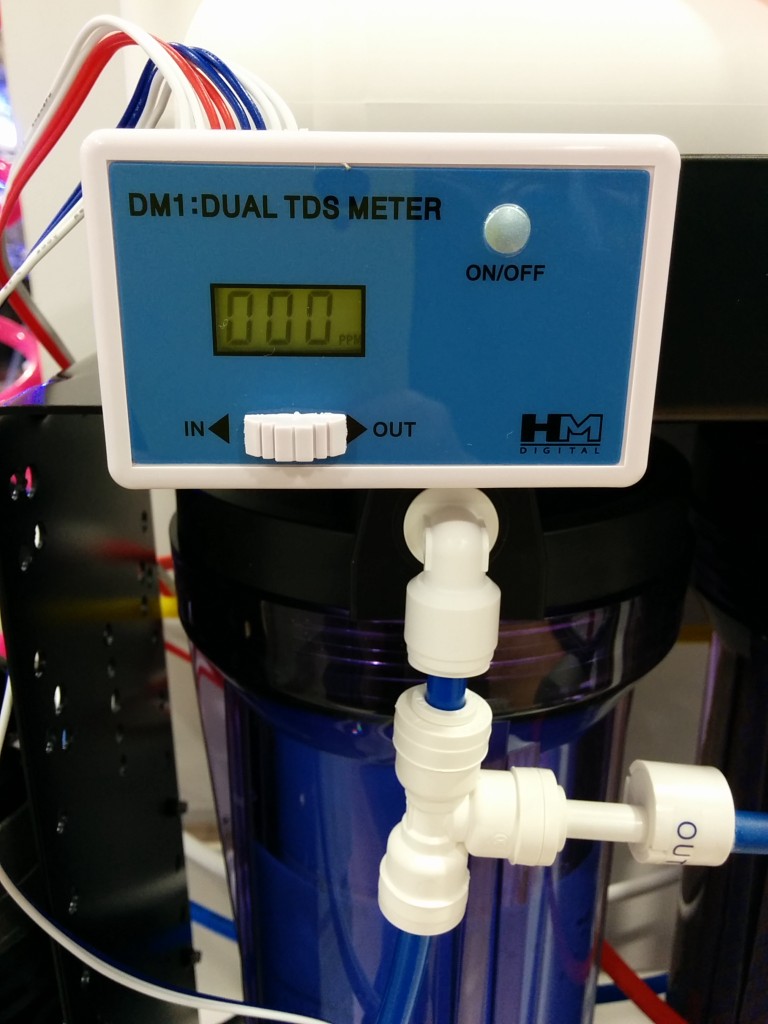 DM1:DUAL TDS METER
ON/OFF
000 PPM
IN OUT
HM
DIGITAL
OUT